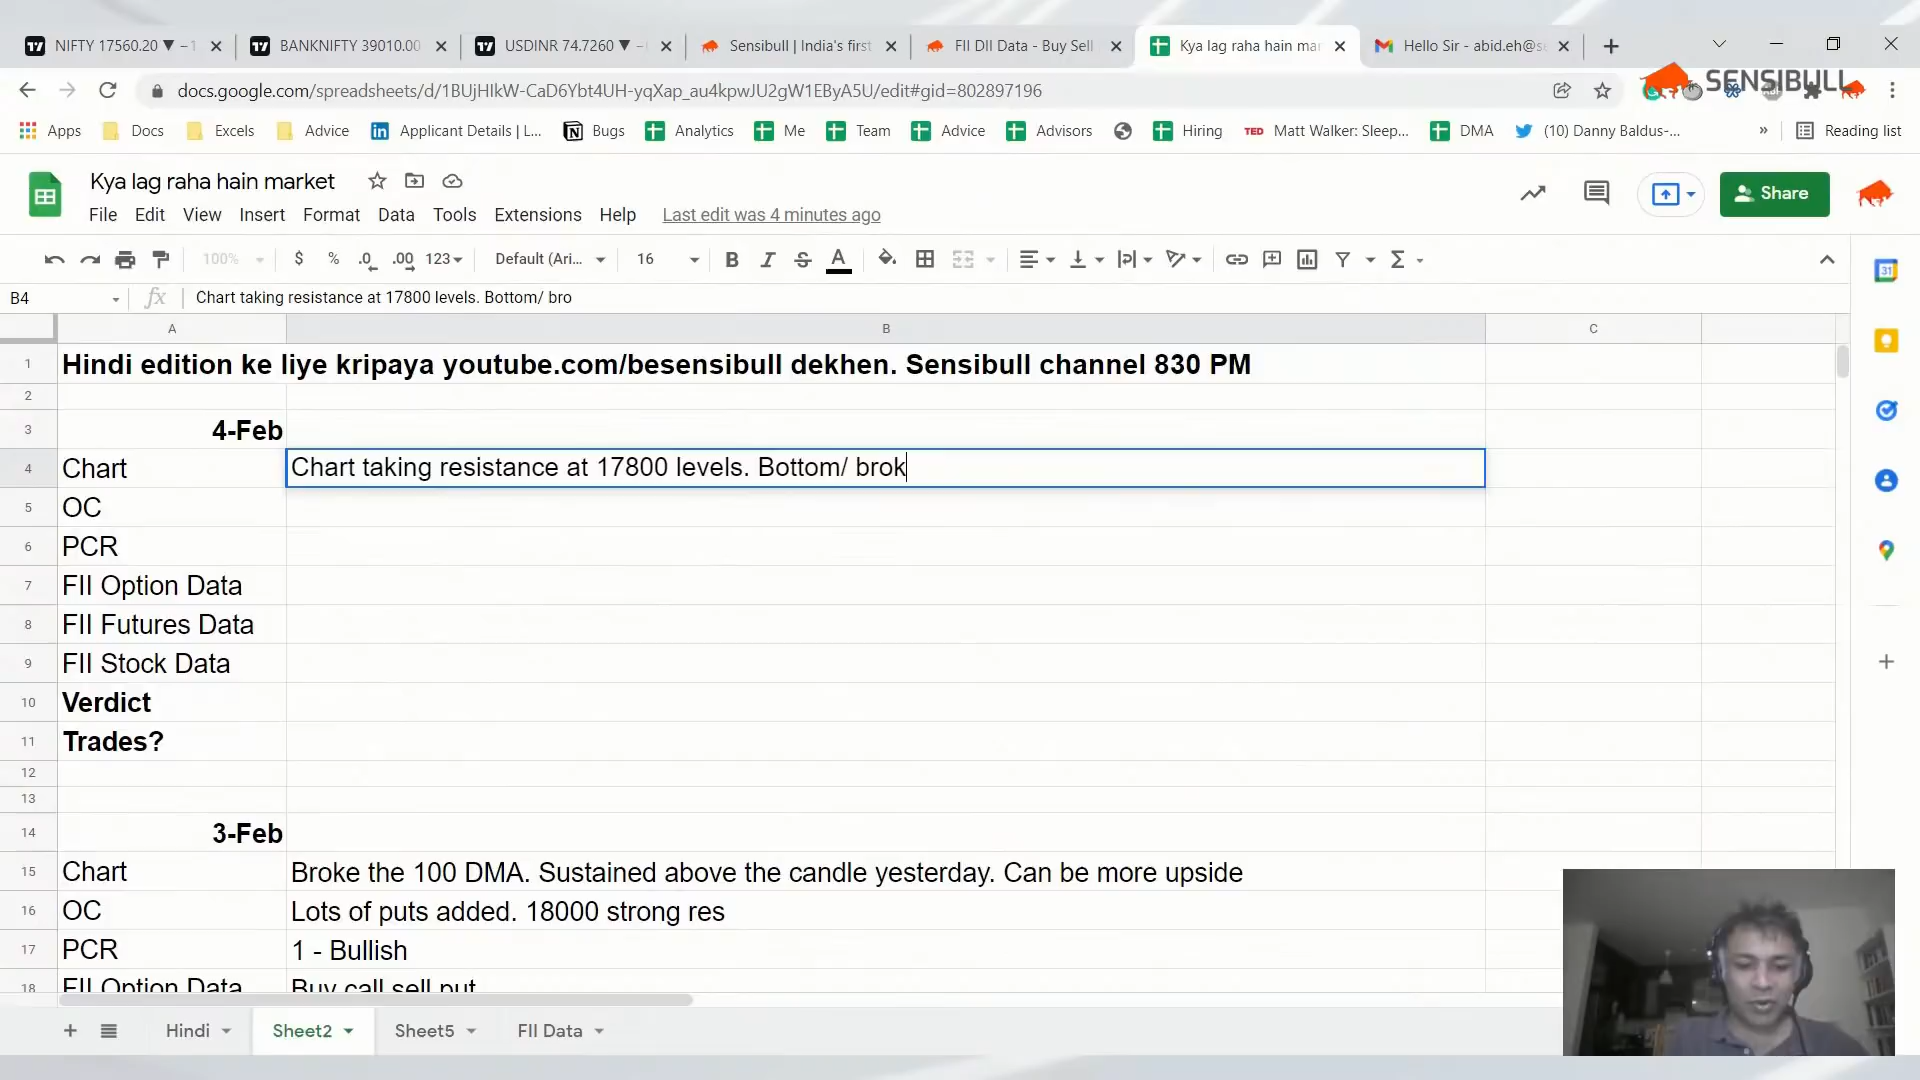 NIFTY 17560.20 ▼ −1
BANKNIFTY 39010.00
USDINR 74.7260 ▼ −
Sensibull | India's first
FII DII Data - Buy Sell
Kya lag raha hain mar
Hello Sir - abid.eh@s
docs.google.com/spreadsheets/d/1BUjHIkW-CaD6Ybt4UH-yqXap_au4kpwJU2gW1EByA5U/edit#gid=802897196
SENSIBULL
Apps
Docs
Excels
Advice
Applicant Details | L...
Bugs
Analytics
Me
Team
Advice
Advisors
Hiring
TED
Matt Walker: Sleep...
DMA
(10) Danny Baldus-...
»
Reading list
Kya lag raha hain market
File Edit View Insert Format Data Tools Extensions Help Last edit was 4 minutes ago
Share
100% $ % .0 .00 123 Default (Ari... 16 B I S A
B4
fx
Chart taking resistance at 17800 levels. Bottom/ bro
A B C
1 Hindi edition ke liye kripaya youtube.com/besensibull dekhen. Sensibull channel 830 PM
2
3 4-Feb
4 Chart Chart taking resistance at 17800 levels. Bottom/ brok
5 OC
6 PCR
7 FII Option Data
8 FII Futures Data
9 FII Stock Data
10 Verdict
11 Trades?
12
13
14 3-Feb
15 Chart Broke the 100 DMA. Sustained above the candle yesterday. Can be more upside
16 OC Lots of puts added. 18000 strong res
17 PCR 1 - Bullish
18 FII Option Data Buy call sell put
Hindi
Sheet2
Sheet5
FII Data
31